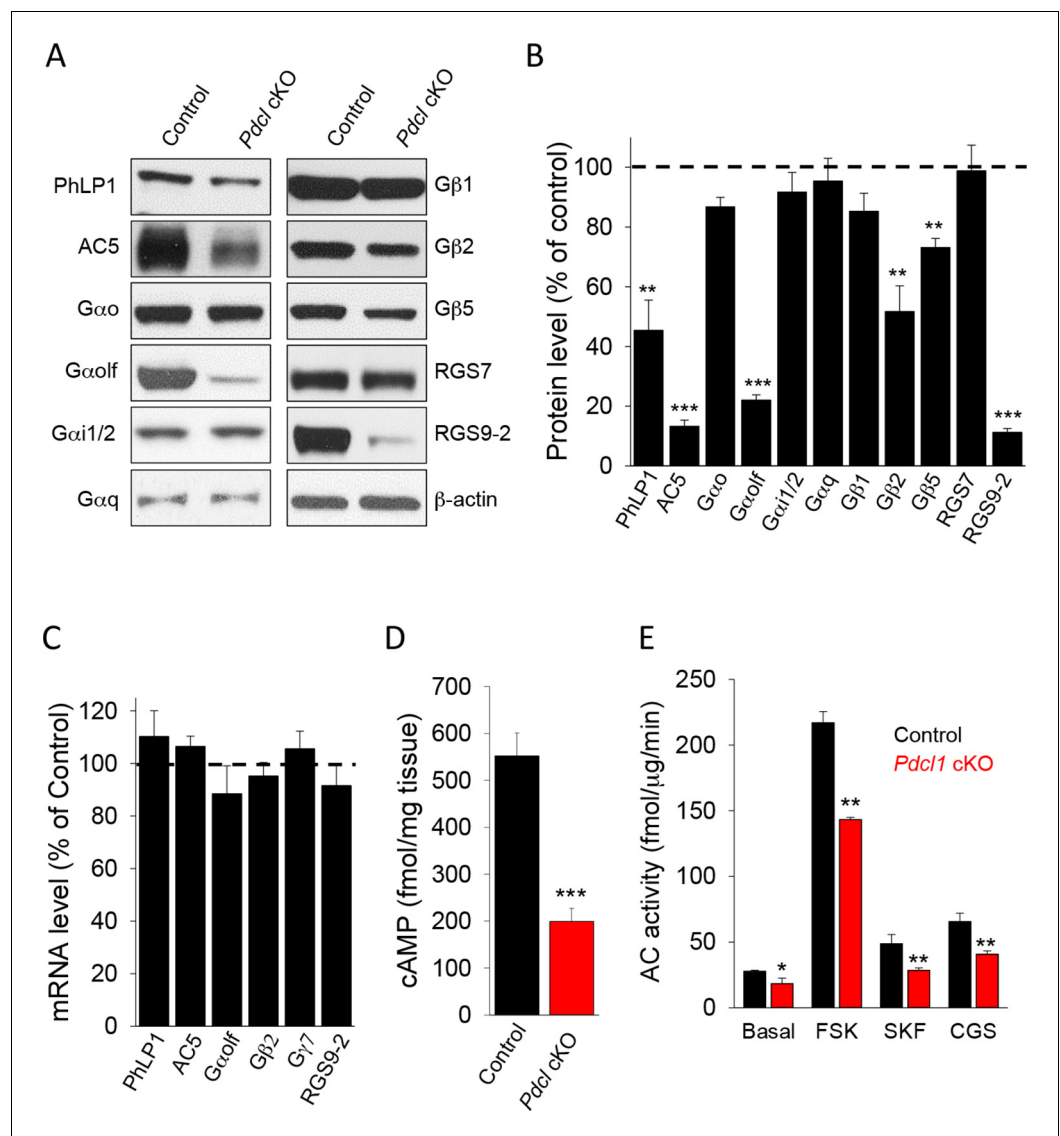 A
Control
Pdcl cKO
Control
Pdcl cKO
PhLP1
Gβ1
AC5
Gβ2
Gαo
Gβ5
Gαolf
RGS7
Gαi1/2
RGS9-2
Gαq
β-actin
B
Protein level (% of control)
100
80
60
40
20
0
**
***
***
**
**
***
PhLP1
AC5
Gαo
Gαolf
Gαi1/2
Gαq
Gβ1
Gβ2
Gβ5
RGS7
RGS9-2
C
mRNA level (% of Control)
120
100
80
60
40
20
0
PhLP1
AC5
Gαolf
Gβ2
Gγ7
RGS9-2
D
cAMP (fmol/mg tissue)
700
600
500
400
300
200
100
0
***
Control
Pdcl cKO
E
AC activity (fmol/μg/min)
250
200
150
100
50
0
Control
Pdcl1 cKO
*
**
**
**
Basal
FSK
SKF
CGS